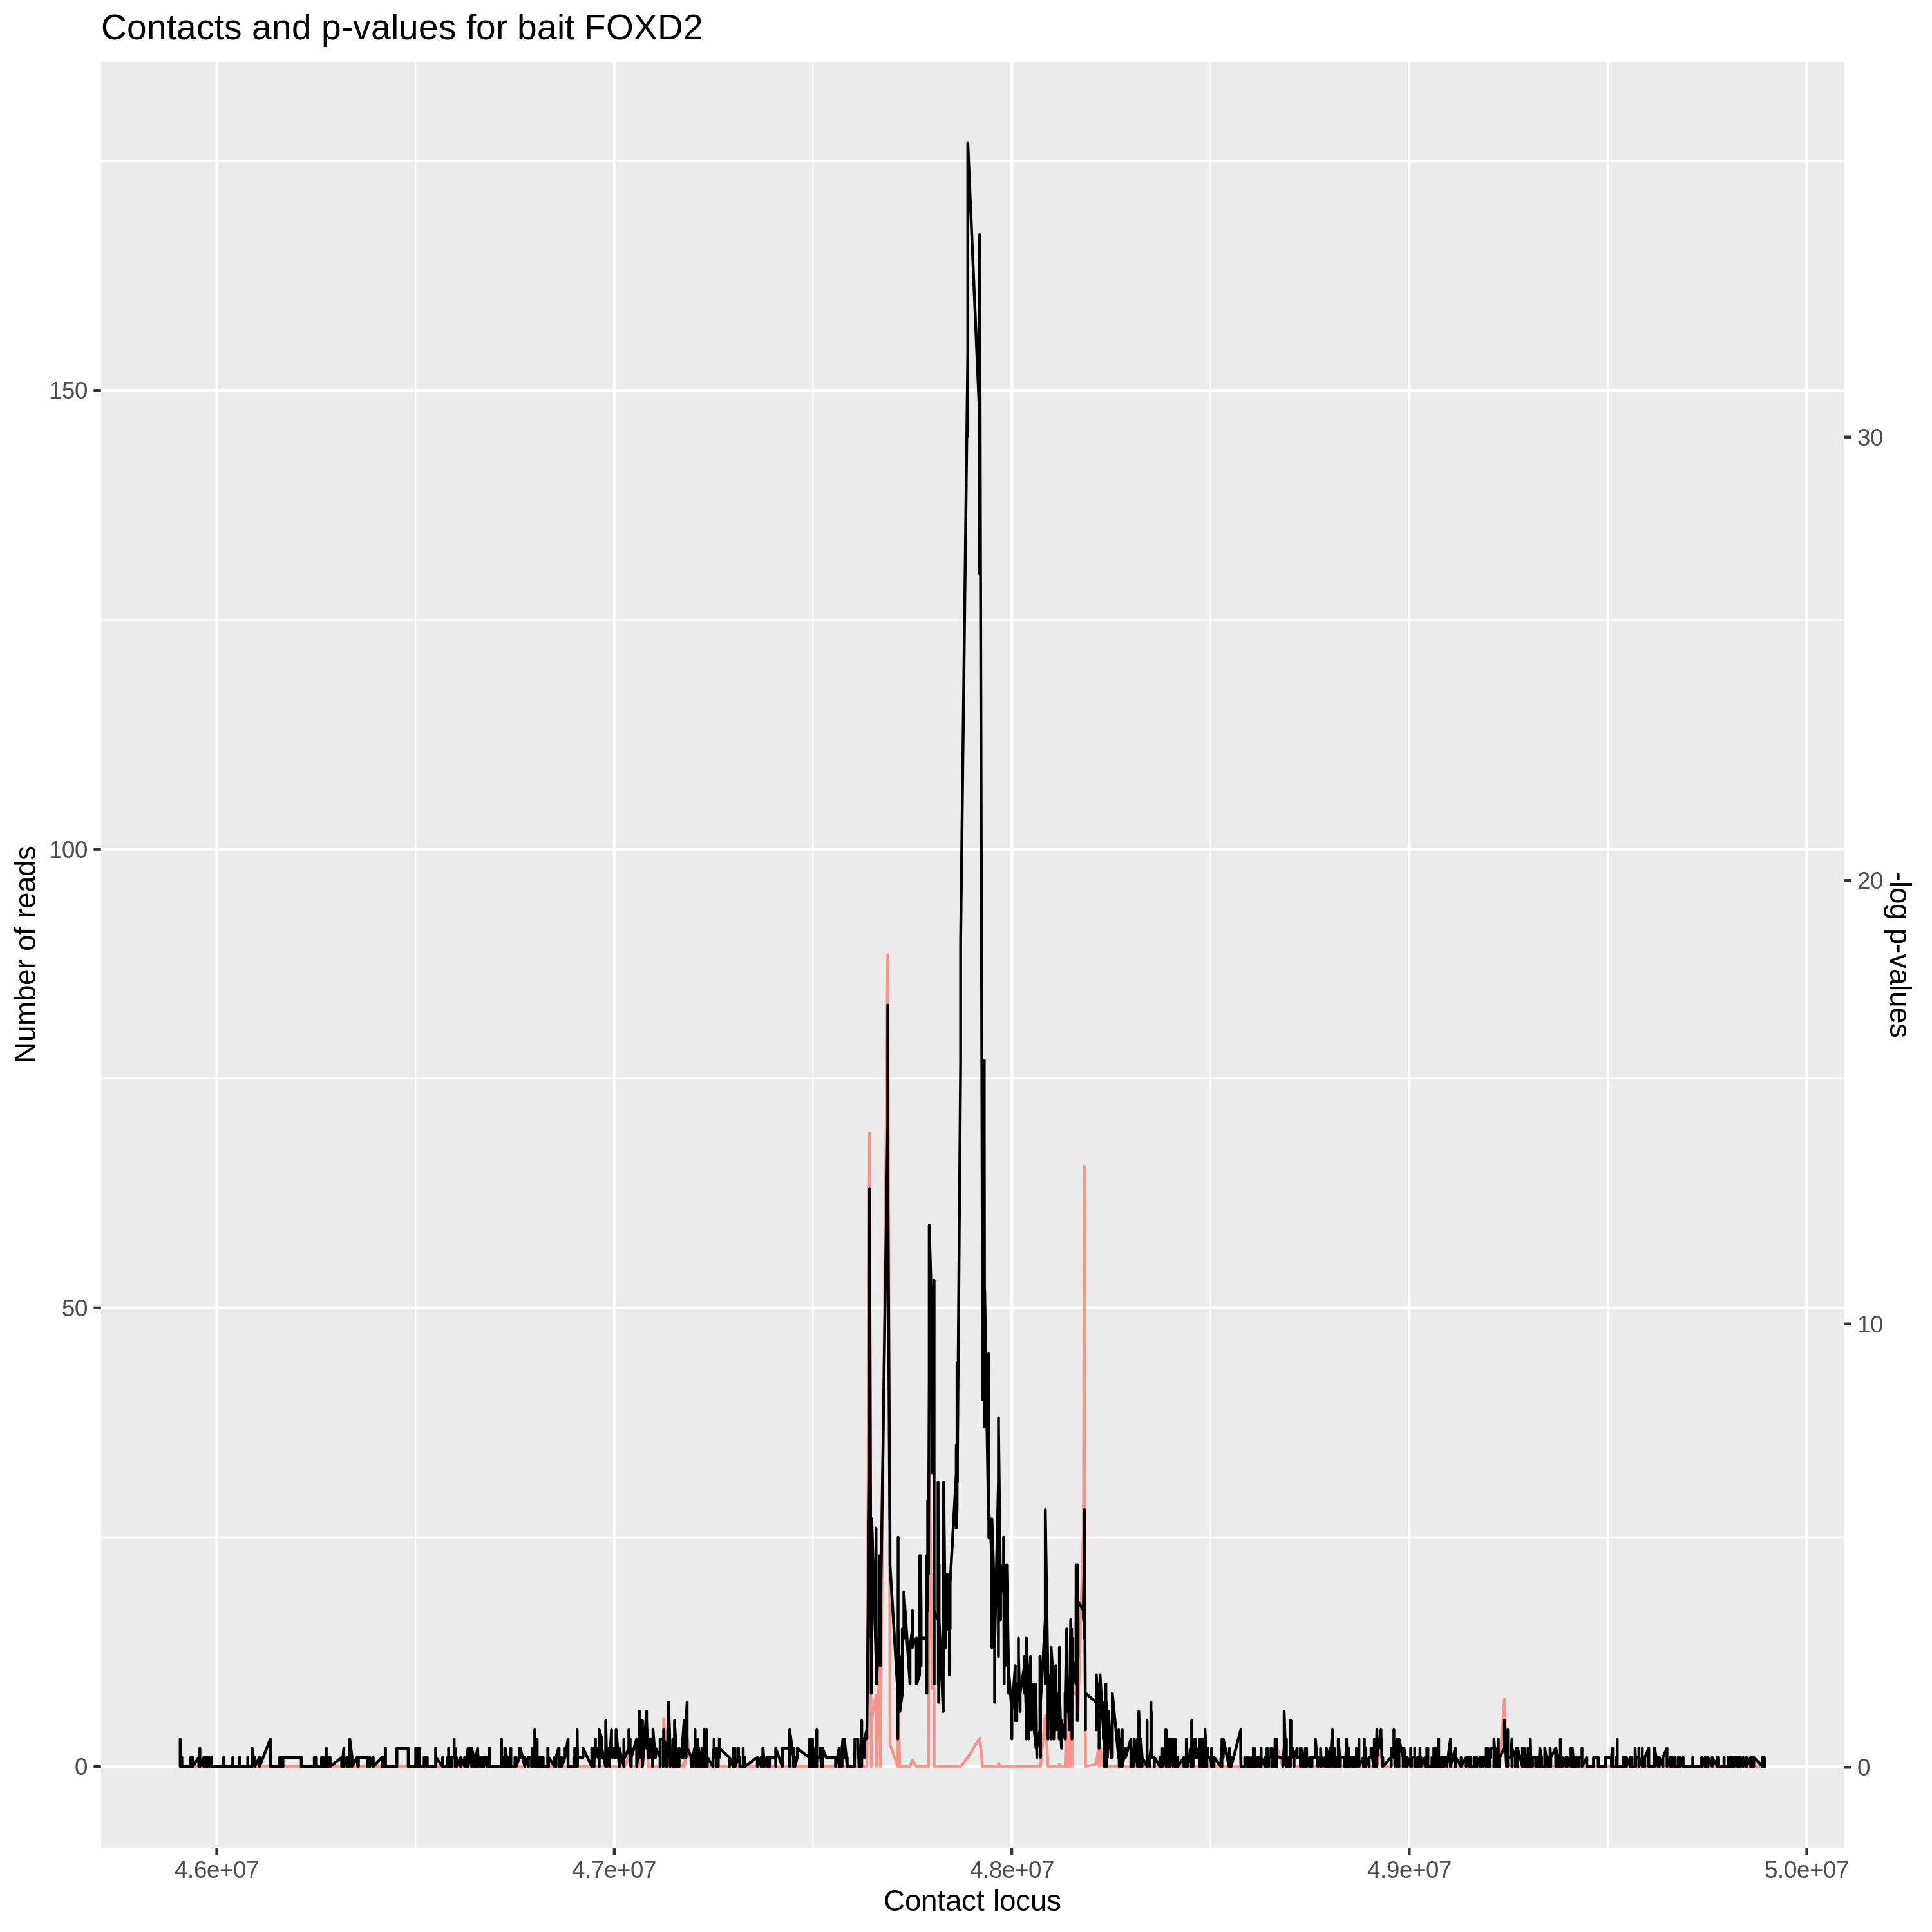 Contacts and p-values for bait FOXD2
150
100
50
0
Number of reads
30
20
10
0
-log p-values
4.6e+07
4.7e+07
4.8e+07
4.9e+07
5.0e+07
Contact locus